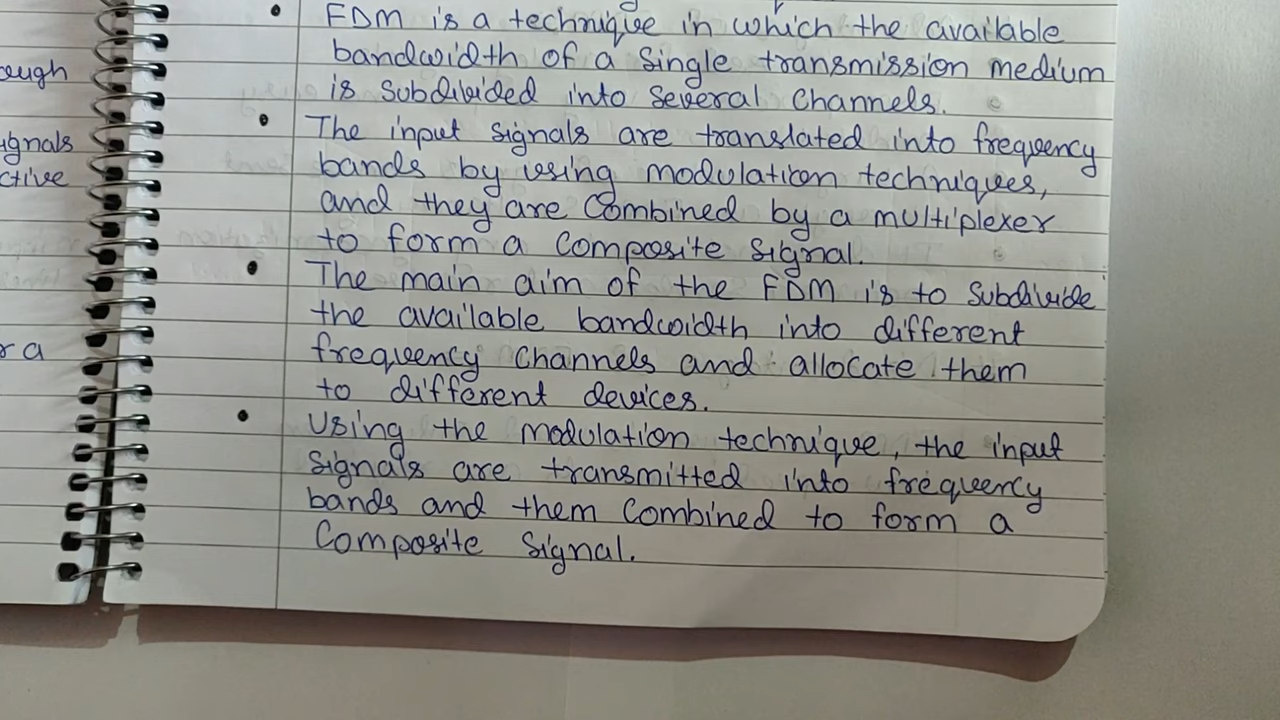 ough
ignals
ctive
r a
• FDM is a technique in which the available
bandwidth of a single transmission medium
is subdivided into several channels.
• The input signals are translated into frequency
bands by using modulation techniques,
and they are combined by a multiplexer
to form a composite signal.
• The main aim of the FDM is to subdivide
the available bandwidth into different
frequency channels and allocate them
to different devices.
• Using the modulation technique, the input
signals are transmitted into frequency
bands and them combined to form a
composite signal.